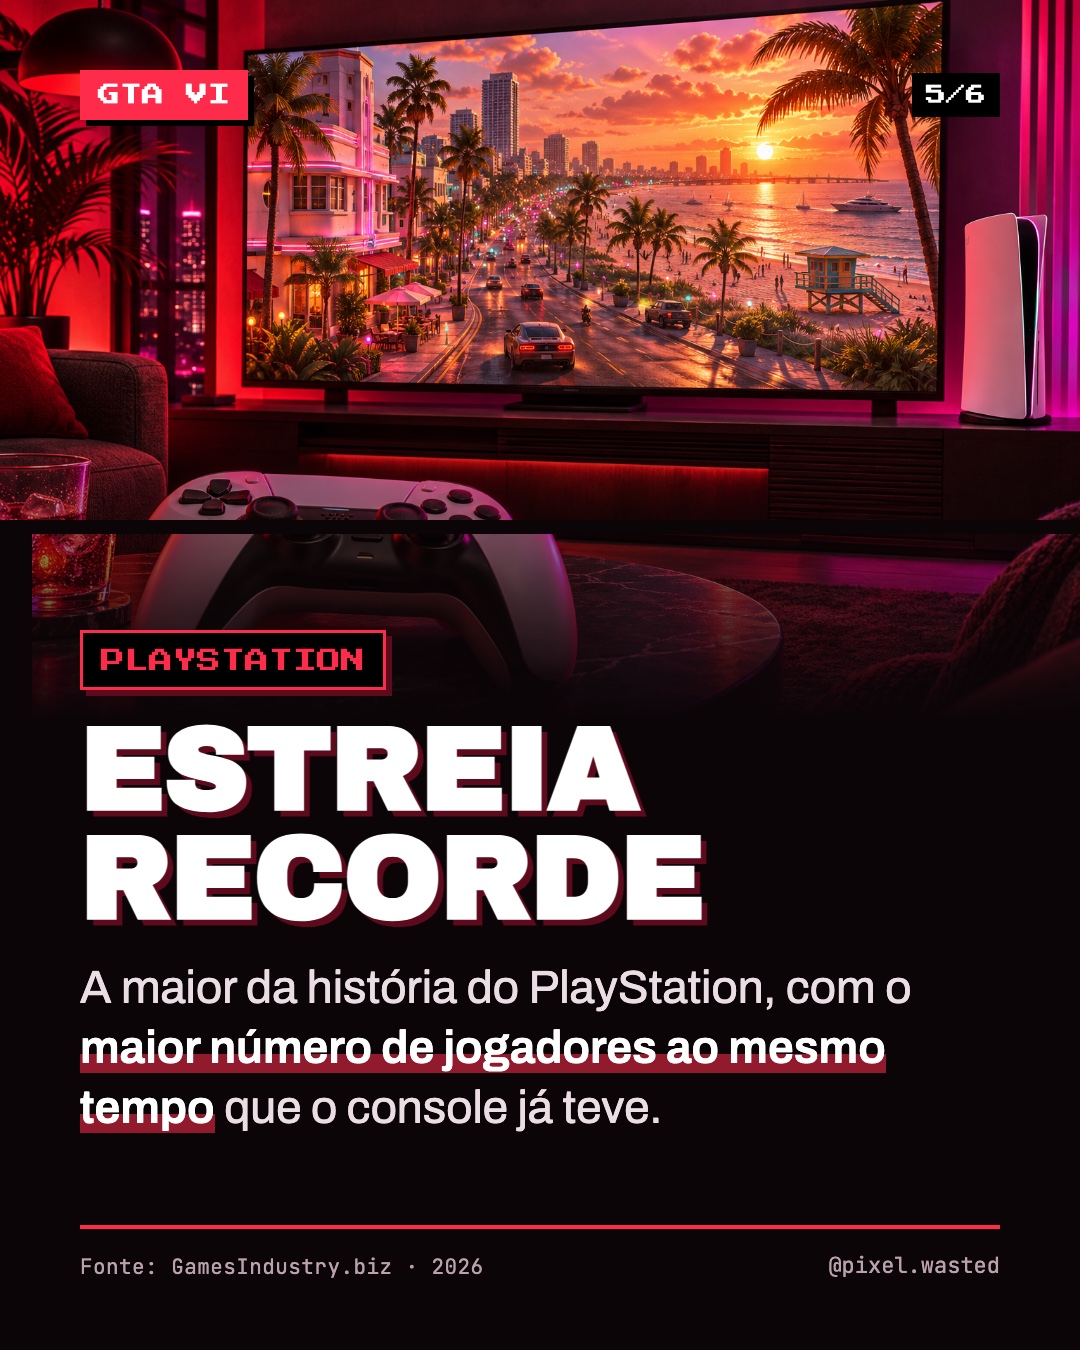 GTA VI
5/6
PLAYSTATION
ESTREIA
RECORDE
A maior da história do PlayStation, com o
maior número de jogadores ao mesmo
tempo que o console já teve.
Fonte: GamesIndustry.biz · 2026
@pixel.wasted